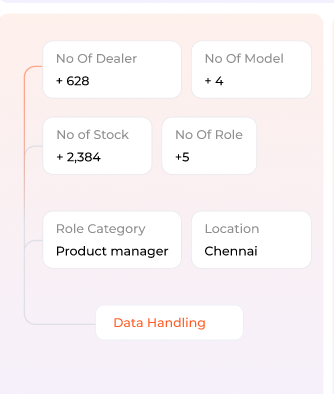 No Of Dealer
+ 628
No Of Model
+ 4
No of Stock
+ 2,384
No Of Role
+5
Role Category
Product manager
Location
Chennai
Data Handling